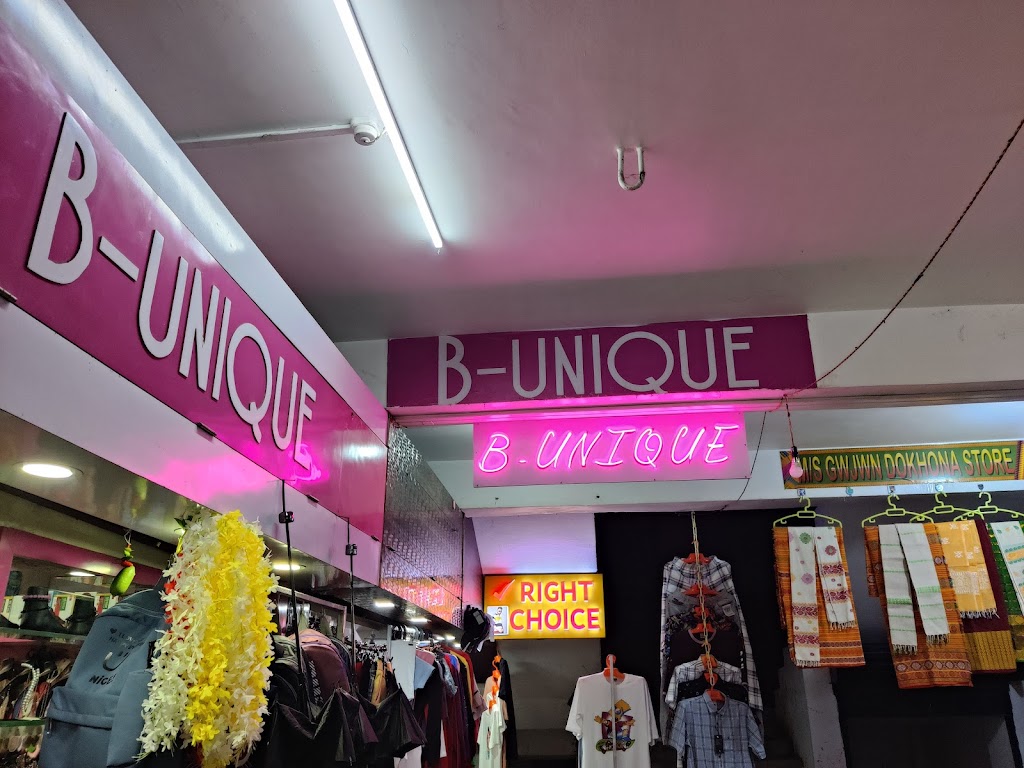 B-UNIQUE
B-UNIQUE
B.UNIQUE
M/S GWJWN DOKHONA STORE
RIGHT
CHOICE